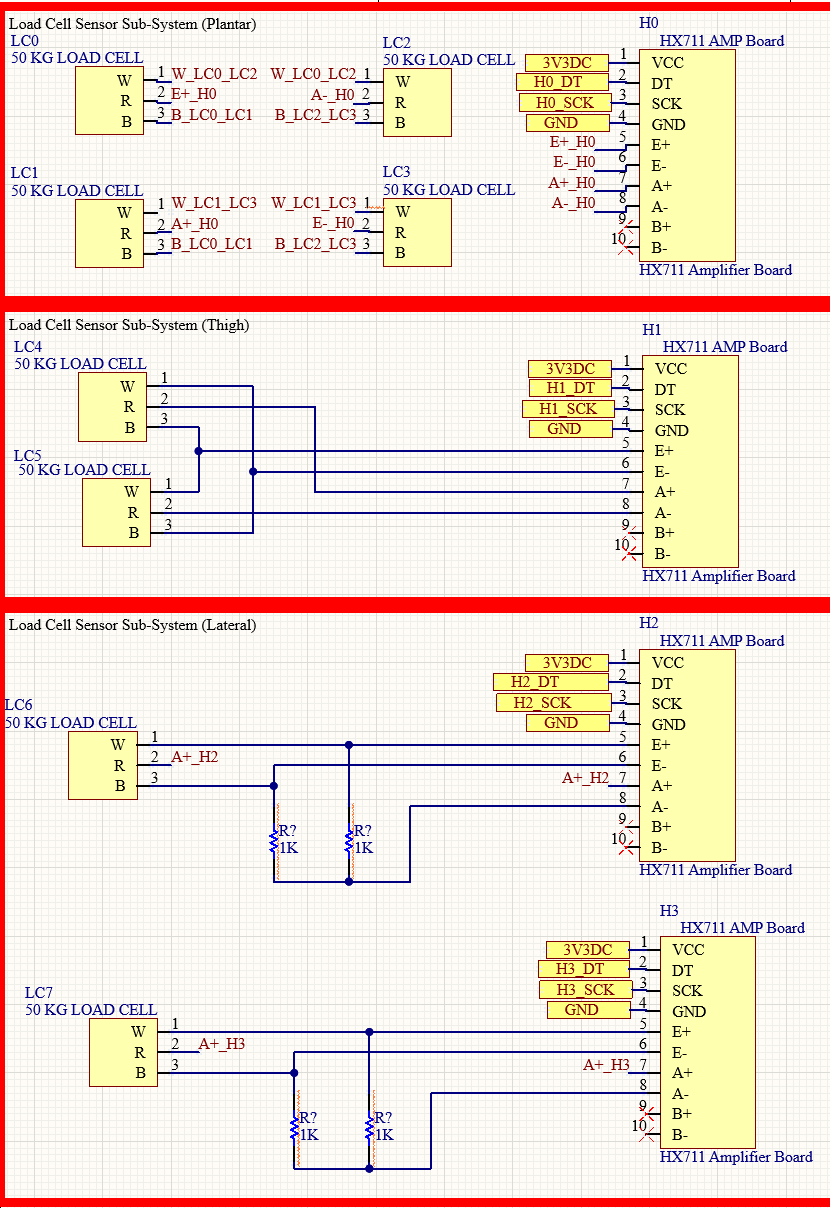 Load Cell Sensor Sub-System (Plantar)
LC0
50 KG LOAD CELL
W 1 W_LC0_LC2
R 2 E+_H0
B 3 B_LC0_LC1
LC2
50 KG LOAD CELL
W_LC0_LC2 1 W
A-_H0 2 R
B_LC2_LC3 3 B
LC1
50 KG LOAD CELL
W 1 W_LC1_LC3
R 2 A+_H0
B 3 B_LC0_LC1
LC3
50 KG LOAD CELL
W_LC1_LC3 1 W
E-_H0 2 R
B_LC2_LC3 3 B
H0
HX711 AMP Board
3V3DC 1 VCC
H0_DT 2 DT
H0_SCK 3 SCK
GND 4 GND
E+_H0 5 E+
E-_H0 6 E-
A+_H0 7 A+
A-_H0 8 A-
9 B+
10 B-
HX711 Amplifier Board
Load Cell Sensor Sub-System (Thigh)
LC4
50 KG LOAD CELL
W 1
R 2
B 3
LC5
50 KG LOAD CELL
W 1
R 2
B 3
H1
HX711 AMP Board
3V3DC 1 VCC
H1_DT 2 DT
H1_SCK 3 SCK
GND 4 GND
5 E+
6 E-
7 A+
8 A-
9 B+
10 B-
HX711 Amplifier Board
Load Cell Sensor Sub-System (Lateral)
LC6
50 KG LOAD CELL
W 1
R 2 A+_H2
B 3
R?
1K
R?
1K
H2
HX711 AMP Board
3V3DC 1 VCC
H2_DT 2 DT
H2_SCK 3 SCK
GND 4 GND
5 E+
6 E-
A+_H2 7 A+
8 A-
9 B+
10 B-
HX711 Amplifier Board
LC7
50 KG LOAD CELL
W 1
R 2 A+_H3
B 3
R?
1K
R?
1K
H3
HX711 AMP Board
3V3DC 1 VCC
H3_DT 2 DT
H3_SCK 3 SCK
GND 4 GND
5 E+
6 E-
A+_H3 7 A+
8 A-
9 B+
10 B-
HX711 Amplifier Board